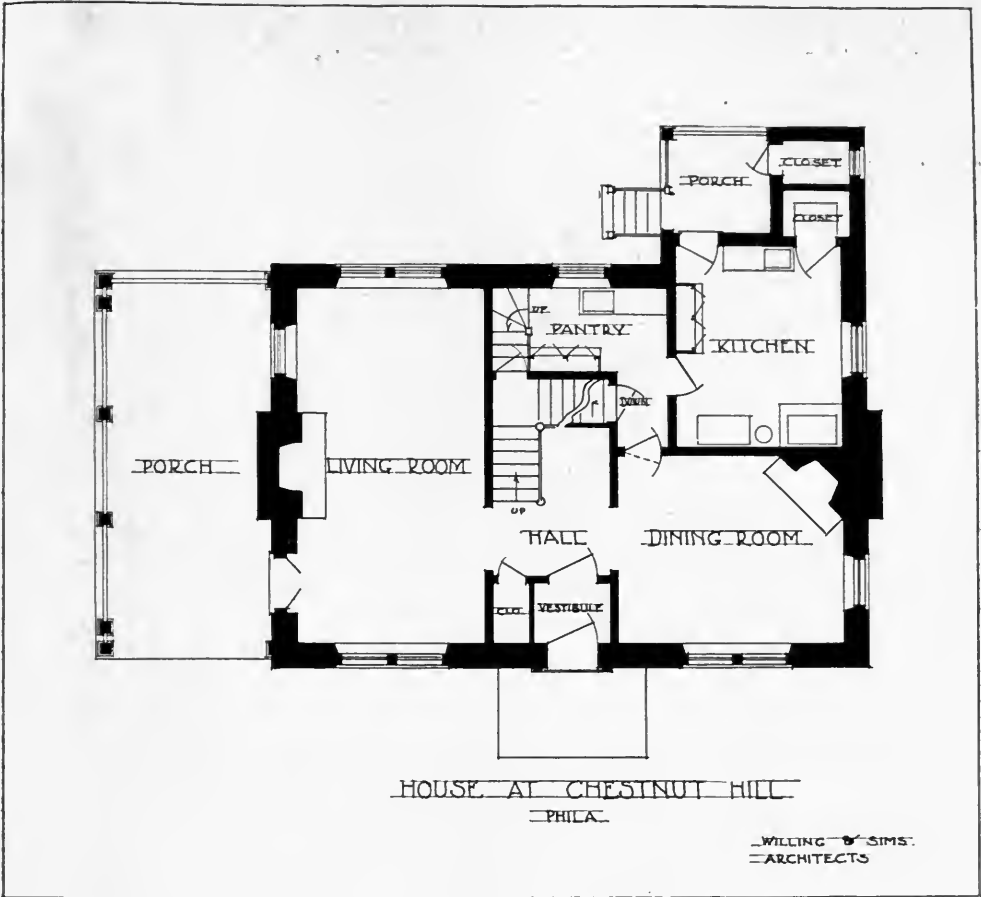 CLOSET
PORCH
CLOSET
UP
PANTRY
KITCHEN
DOWN
PORCH
LIVING ROOM
UP
HALL
DINING ROOM
CLO.
VESTIBULE
HOUSE AT CHESTNUT HILL
PHILA
WILLING & SIMS.
ARCHITECTS